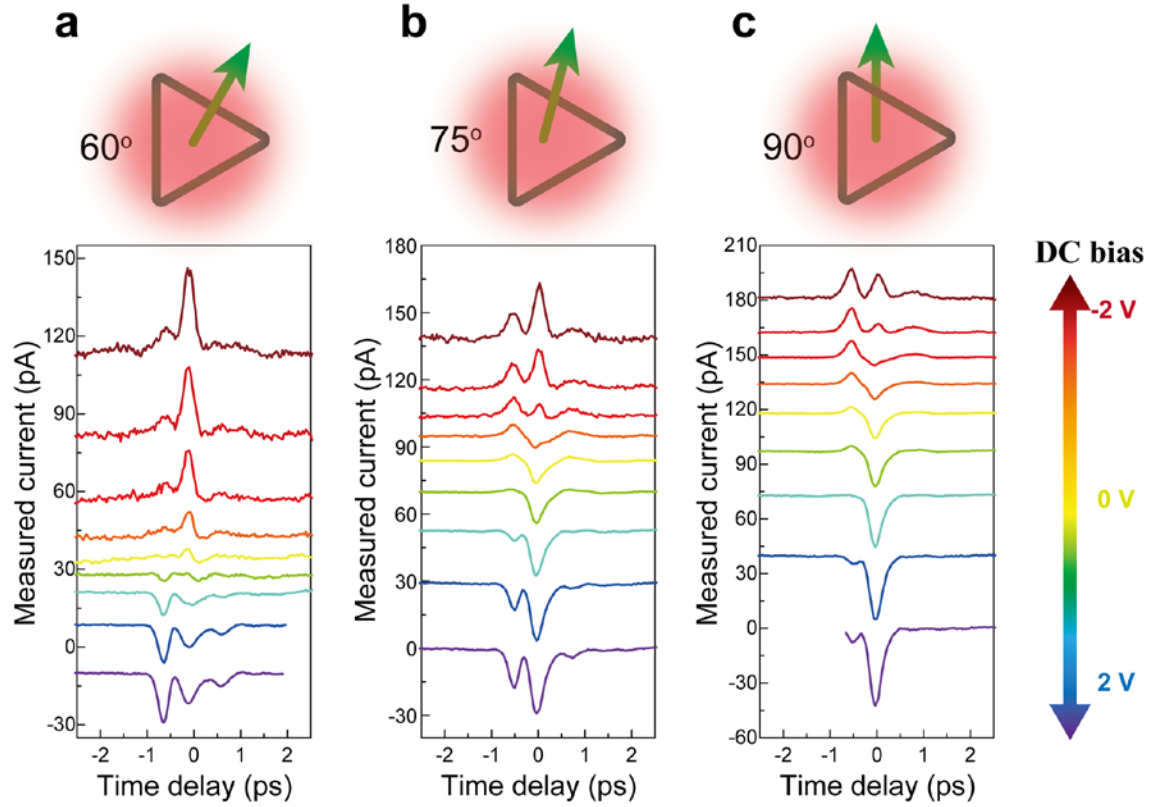 a
b
c
60°
75°
90°
150
120
90
60
30
0
-30
Measured current (pA)
-2 -1 0 1 2
Time delay (ps)
180
150
120
90
60
30
0
-30
Measured current (pA)
-2 -1 0 1 2
Time delay (ps)
210
180
150
120
90
60
30
0
-30
-60
Measured current (pA)
-2 -1 0 1 2
Time delay (ps)
DC bias
-2 V
0 V
2 V